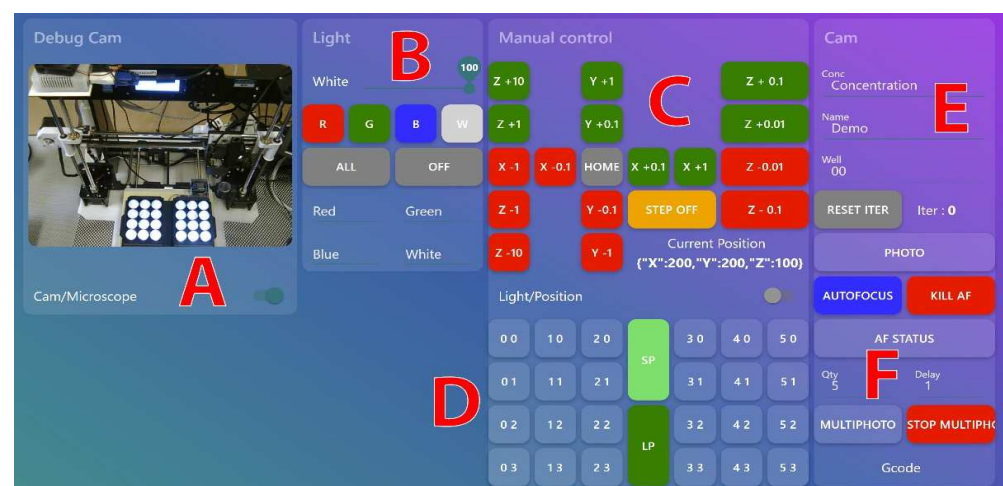 Debug Cam
A
Cam/Microscope
Light
B
White
100
R G B W
ALL OFF
Red Green
Blue White
Manual control
C
Z +10 Y +1 Z + 0.1
Z +1 Y +0.1 Z +0.01
X -1 X -0.1 HOME X +0.1 X +1 Z -0.01
Z -1 Y -0.1 STEP OFF Z - 0.1
Z -10 Y -1
Current Position
{"X":200,"Y":200,"Z":100}
Light/Position
D
0 0 1 0 2 0 SP 3 0 4 0 5 0
0 1 1 1 2 1 3 1 4 1 5 1
0 2 1 2 2 2 LP 3 2 4 2 5 2
0 3 1 3 2 3 3 3 4 3 5 3
Cam
E
Conc
Concentration
Name
Demo
Well
00
RESET ITER Iter : 0
PHOTO
AUTOFOCUS KILL AF
AF STATUS
F
Qty Delay
5 1
MULTIPHOTO STOP MULTIPHO
Gcode